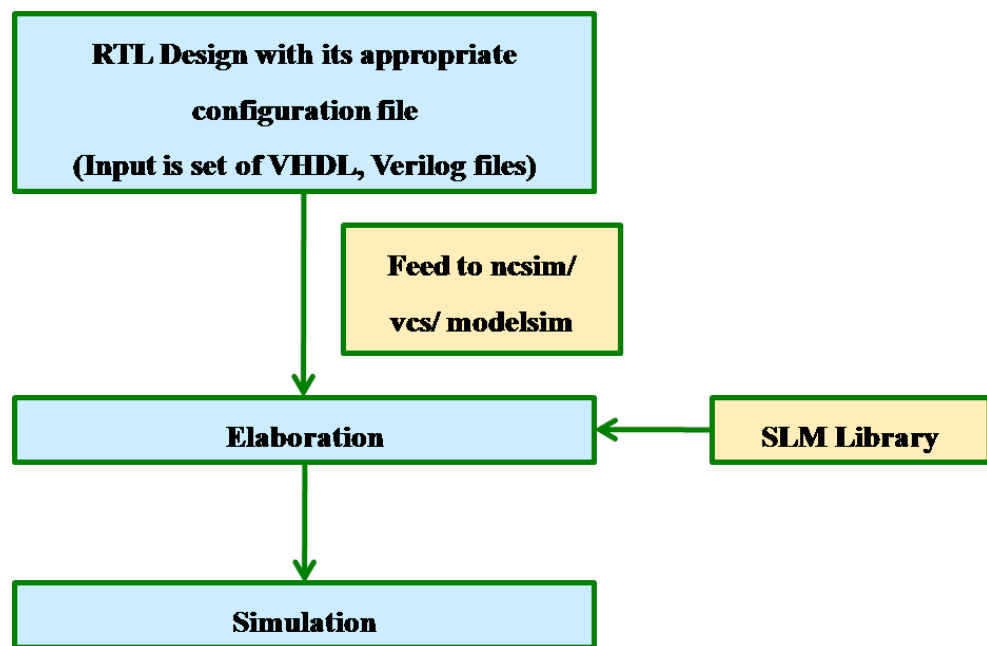 RTL Design with its appropriate
configuration file
(Input is set of VHDL, Verilog files)
Feed to ncsim/
vcs/ modelsim
Elaboration
SLM Library
Simulation